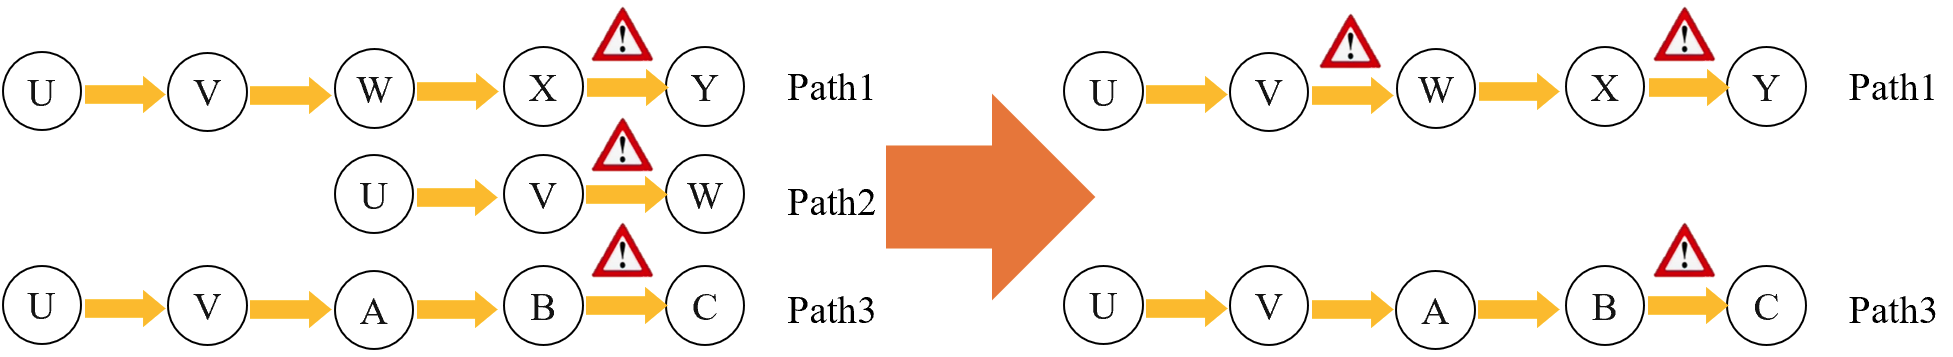 U V W X ! Y Path1
U V ! W Path2
U V A B ! C Path3
U V ! W X ! Y Path1
U V A B ! C Path3